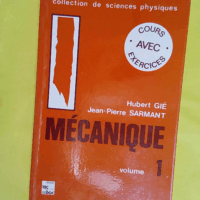 collection de sciences physiques
COURS
AVEC
EXERCICES
Hubert GIÉ
Jean-Pierre SARMANT
MÉCANIQUE
volume 1